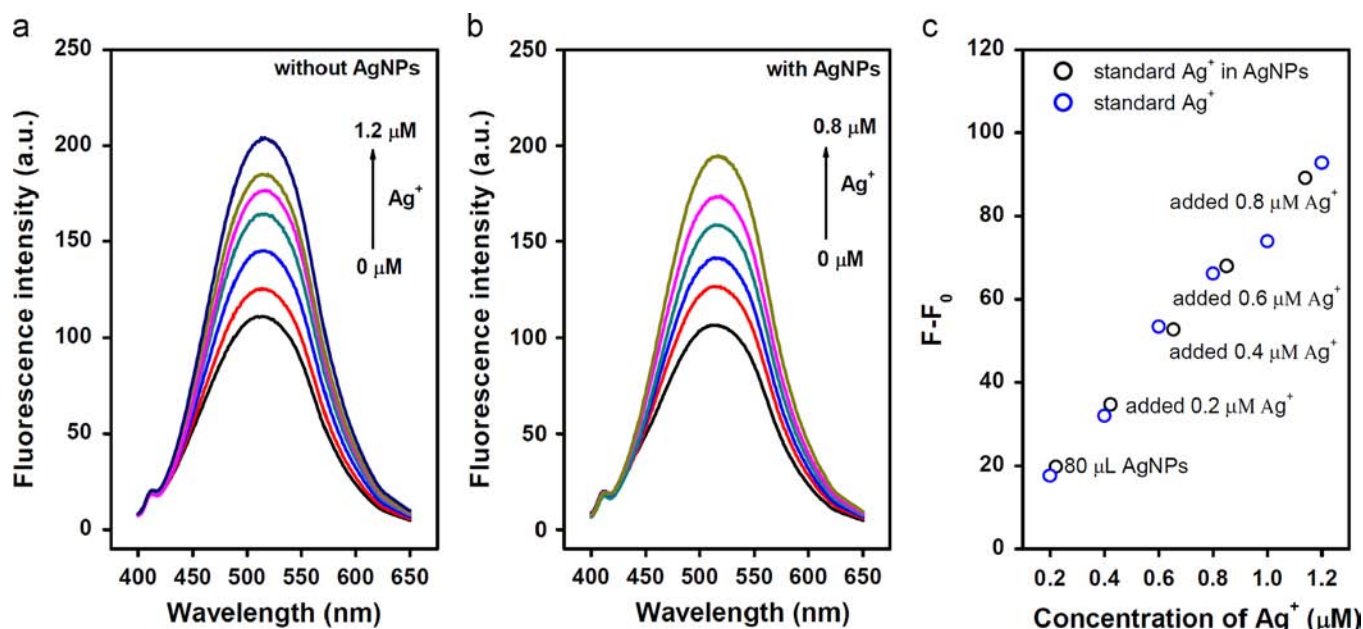 a
250
200
150
100
50
0
Fluorescence intensity (a.u.)
without AgNPs
1.2 μM
Ag⁺
0 μM
400 450 500 550 600 650
Wavelength (nm)
b
250
200
150
100
50
0
Fluorescence intensity (a.u.)
with AgNPs
0.8 μM
Ag⁺
0 μM
400 450 500 550 600 650
Wavelength (nm)
c
120
100
80
60
40
20
0
F-F₀
standard Ag⁺ in AgNPs
standard Ag⁺
added 0.8 μM Ag⁺
added 0.6 μM Ag⁺
added 0.4 μM Ag⁺
added 0.2 μM Ag⁺
80 μL AgNPs
0.2 0.4 0.6 0.8 1.0 1.2
Concentration of Ag⁺ (μM)